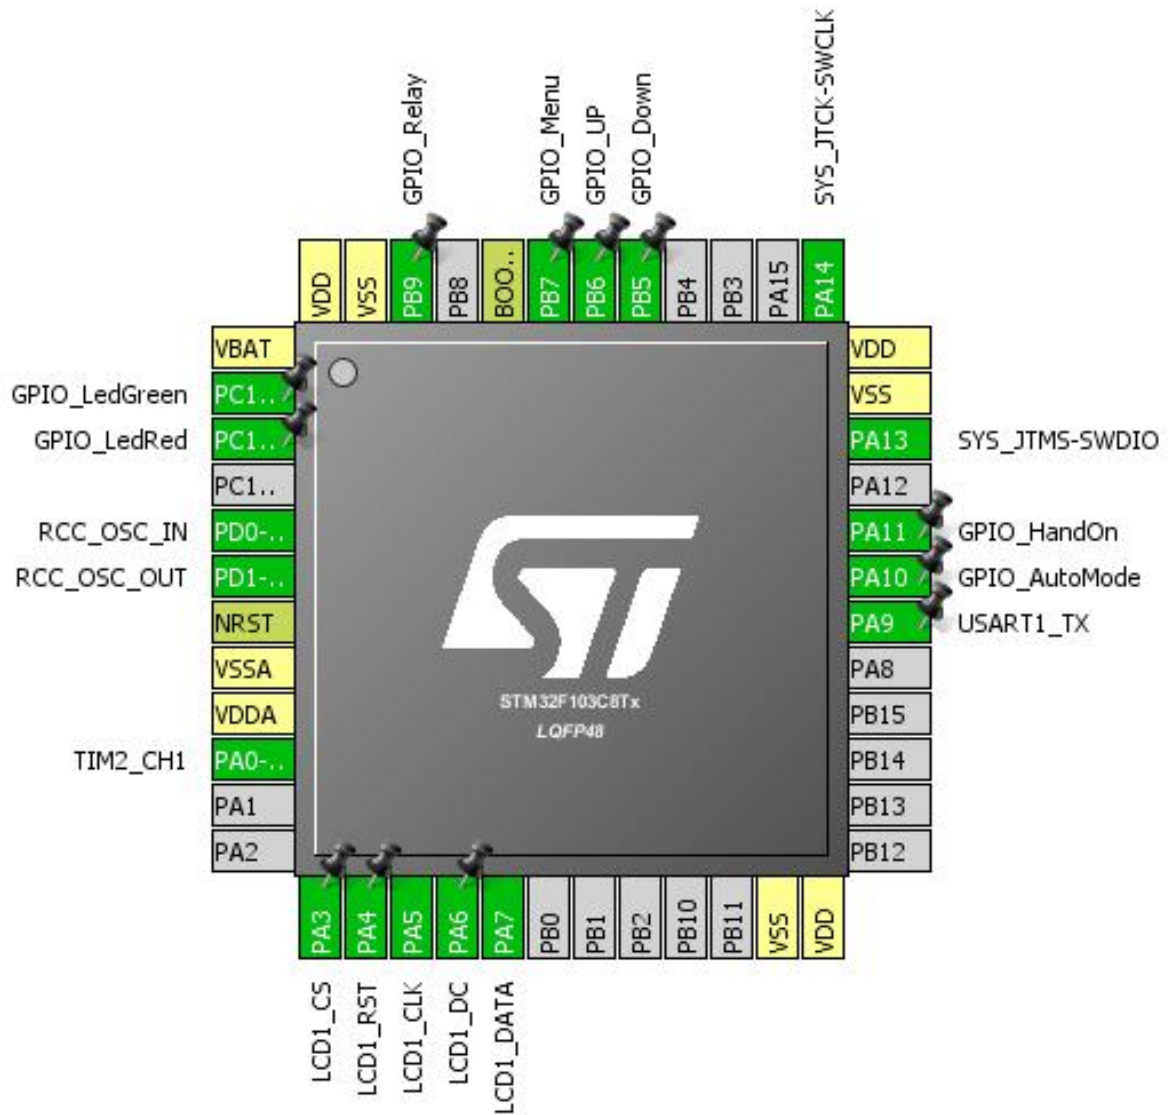 SYS_JTCK-SWCLK
GPIO_Relay
GPIO_Menu
GPIO_UP
GPIO_Down
VDD
VSS
PB9
PB8
BOO..
PB7
PB6
PB5
PB4
PB3
PA15
PA14
VBAT
GPIO_LedGreen PC1..
GPIO_LedRed PC1..
PC1..
RCC_OSC_IN PD0-..
RCC_OSC_OUT PD1-..
NRST
VSSA
VDDA
TIM2_CH1 PA0-..
PA1
PA2
ST
STM32F103C8Tx
LQFP48
VDD
VSS
PA13 SYS_JTMS-SWDIO
PA12
PA11 GPIO_HandOn
PA10 GPIO_AutoMode
PA9 USART1_TX
PA8
PB15
PB14
PB13
PB12
PA3
PA4
PA5
PA6
PA7
PB0
PB1
PB2
PB10
PB11
VSS
VDD
LCD1_CS
LCD1_RST
LCD1_CLK
LCD1_DC
LCD1_DATA